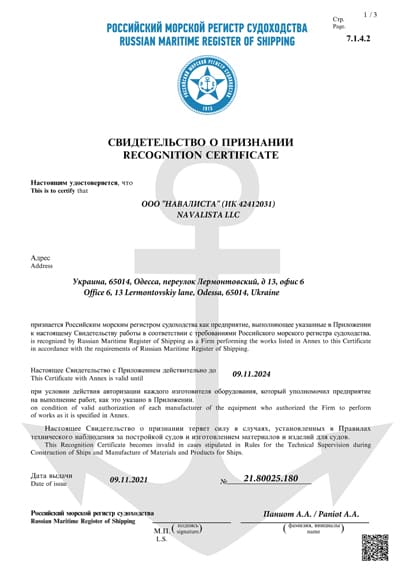 Стр. 1 / 3
Page.
7.1.4.2
РОССИЙСКИЙ МОРСКОЙ РЕГИСТР СУДОХОДСТВА
RUSSIAN MARITIME REGISTER OF SHIPPING
РОССИЙСКИЙ МОРСКОЙ РЕГИСТР СУДОХОДСТВА
1913
СВИДЕТЕЛЬСТВО О ПРИЗНАНИИ
RECOGNITION CERTIFICATE
Настоящим удостоверяется, что
This is to certify that
ООО "НАВАЛИСТА" (ИК 42412031)
NAVALISTA LLC
Адрес
Address
Украина, 65014, Одесса, переулок Лермонтовский, д 13, офис 6
Office 6, 13 Lermontovskiy lane, Odessa, 65014, Ukraine
признается Российским морским регистром судоходства как предприятие, выполняющее указанные в Приложении
к настоящему Свидетельству работы в соответствии с требованиями Российского морского регистра судоходства.
is recognized by Russian Maritime Register of Shipping as a Firm performing the works listed in Annex to this Certificate
in accordance with the requirements of Russian Maritime Register of Shipping.
Настоящее Свидетельство с Приложением действительно до
This Certificate with Annex is valid until
09.11.2024
при условии действия авторизации каждого изготовителя оборудования, который уполномочил предприятие
на выполнение работ, как это указано в Приложении.
on condition of valid authorization of each manufacturer of the equipment who authorized the Firm to perform
of works as it is specified in Annex.
Настоящее Свидетельство о признании теряет силу в случаях, установленных в Правилах
технического наблюдения за постройкой судов и изготовлением материалов и изделий для судов.
This Recognition Certificate becomes invalid in cases stipulated in Rules for the Technical Supervision during
Construction of Ships and Manufacture of Materials and Products for Ships.
Дата выдачи
Date of issue
09.11.2021
№ 21.80025.180
Российский морской регистр судоходства
Russian Maritime Register of Shipping
Паниот А.А. / Paniot A.A.
М.П. ( подпись
signature )
L.S.
( фамилия, инициалы
name )